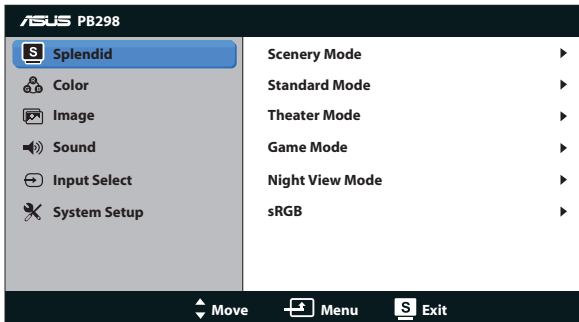 ASUS PB298
S Splendid
Color
Image
Sound
Input Select
System Setup
Scenery Mode
Standard Mode
Theater Mode
Game Mode
Night View Mode
sRGB
Move Menu S Exit